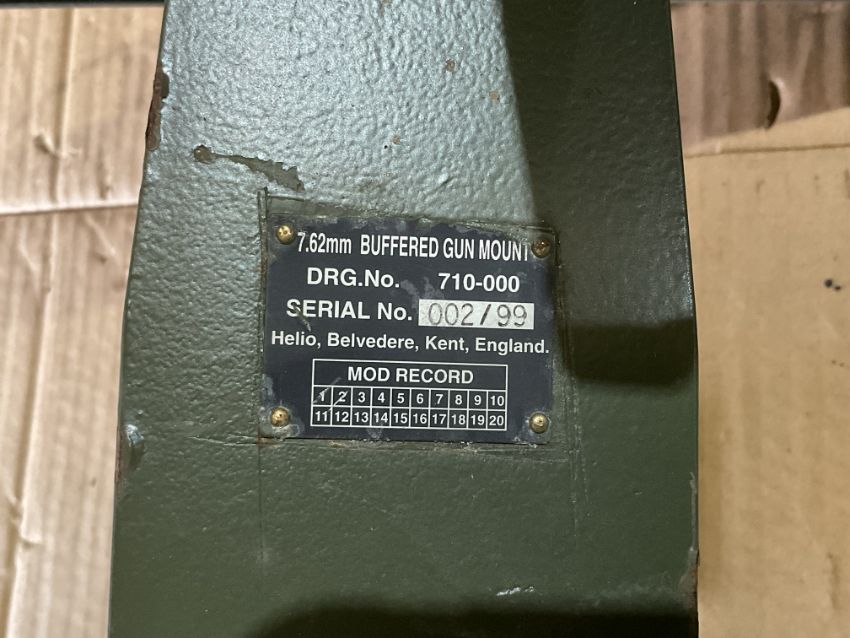 7.62mm BUFFERED GUN MOUNT
DRG.No. 710-000
SERIAL No. 002/99
Helio, Belvedere, Kent, England.
MOD RECORD
1 2 3 4 5 6 7 8 9 10
11 12 13 14 15 16 17 18 19 20